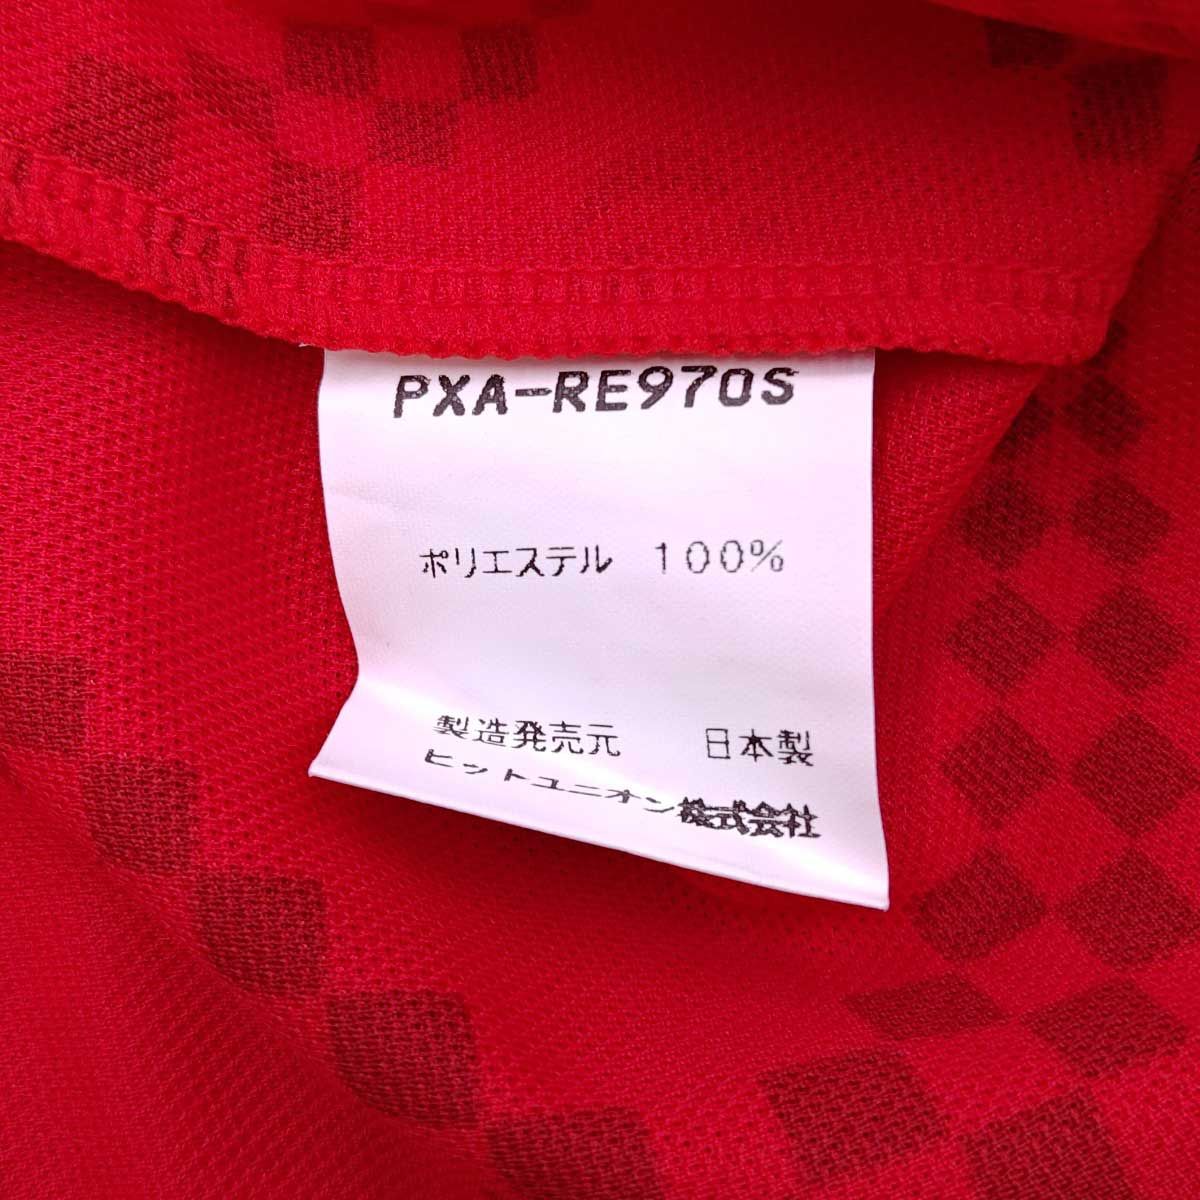 PXA-RE970S
ポリエステル 100%
製造発売元 日本製
ヒットユニオン株式会社